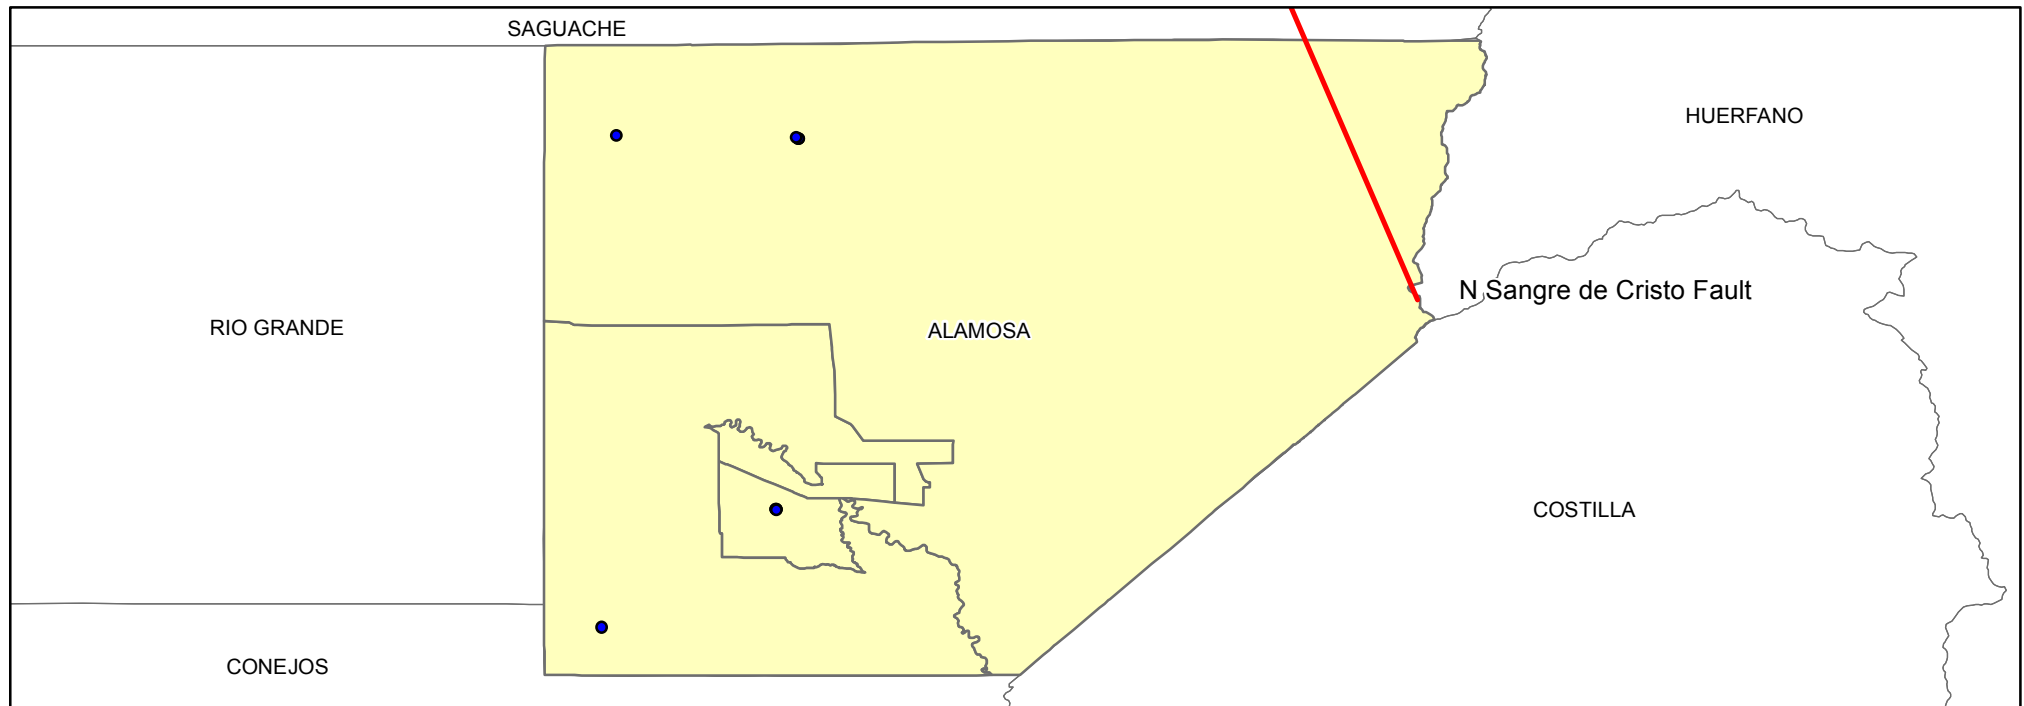 SAGUACHE
HUERFANO
N Sangre de Cristo Fault
RIO GRANDE
ALAMOSA
COSTILLA
CONEJOS